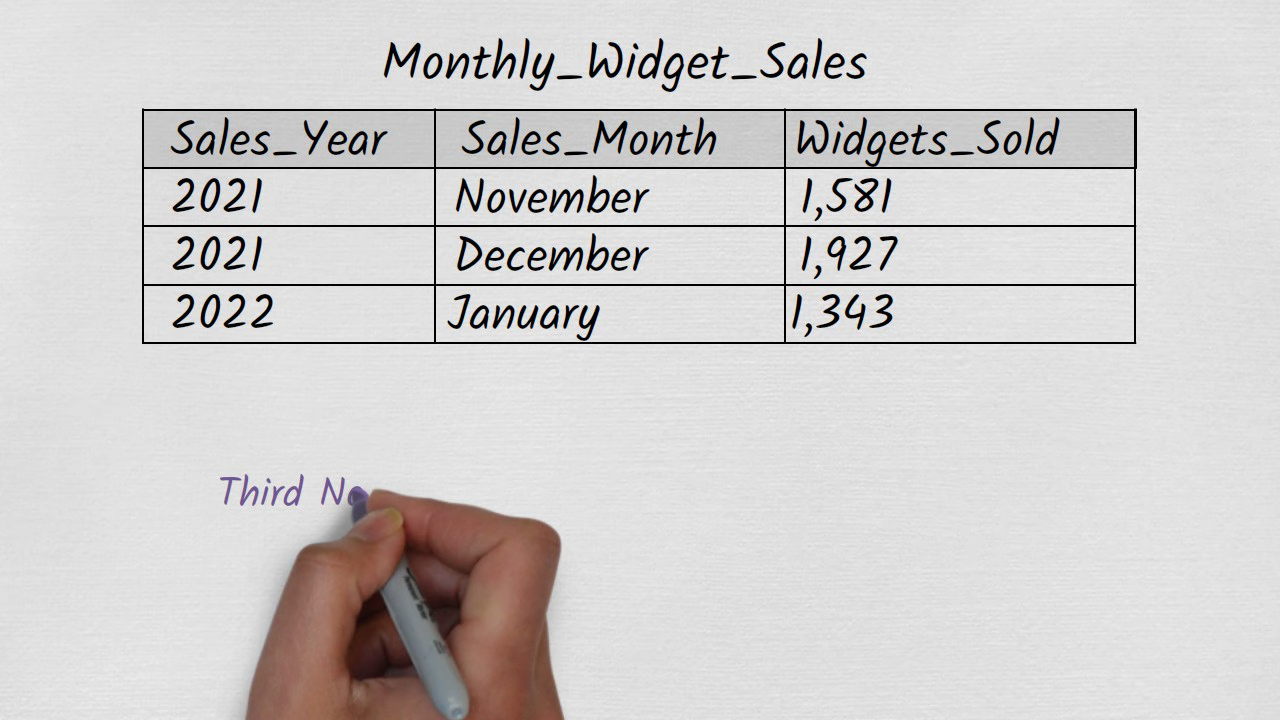 Monthly_Widget_Sales
Sales_Year Sales_Month Widgets_Sold
2021 November 1,581
2021 December 1,927
2022 January 1,343
Third No